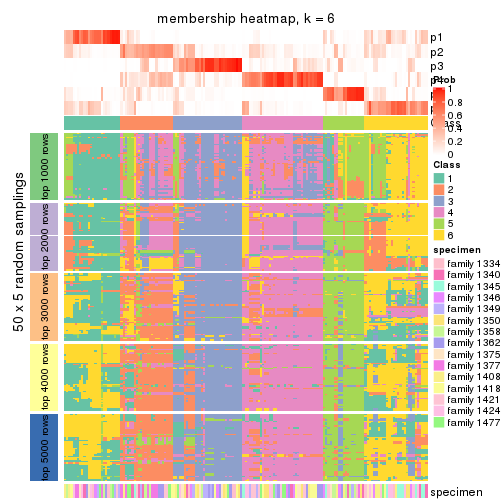 membership heatmap, k = 6
p1
p2
p3
Prob
1
0.8
0.6
0.4
0.2
0
Class
1
2
3
4
5
6
specimen
family 1334
family 1340
family 1345
family 1346
family 1349
family 1350
family 1358
family 1362
family 1375
family 1377
family 1408
family 1418
family 1421
family 1424
family 1477
50 x 5 random samplings
top 1000 rows
top 2000 rows
top 3000 rows
top 4000 rows
top 5000 rows
specimen